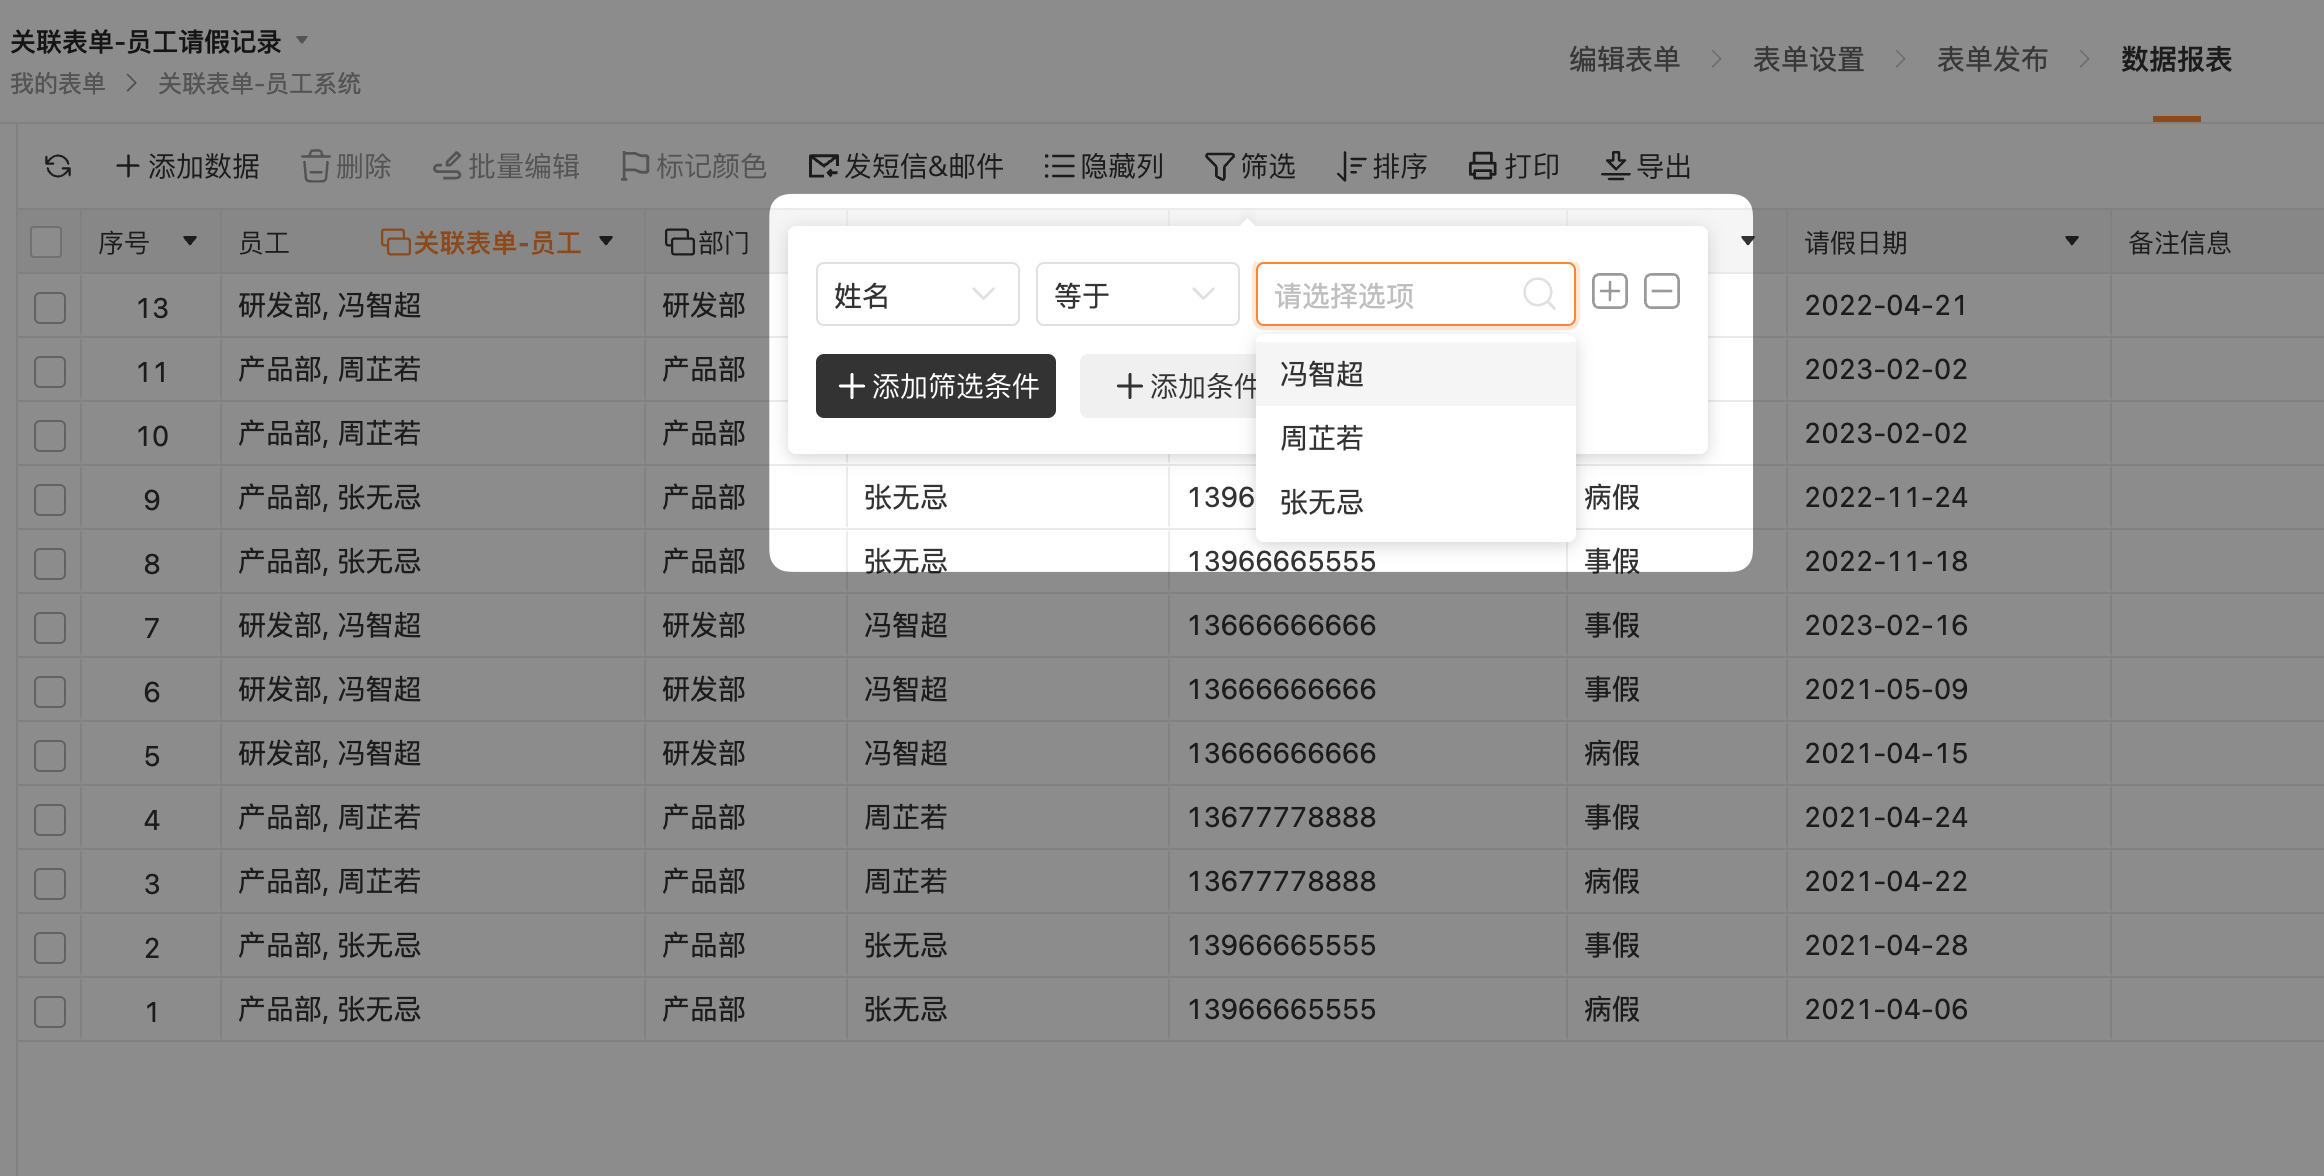 关联表单-员工请假记录
我的表单 > 关联表单-员工系统
编辑表单 > 表单设置 > 表单发布 > 数据报表
添加数据 删除 批量编辑 标记颜色 发短信&邮件 隐藏列 筛选 排序 打印 导出
序号 员工 关联表单-员工 部门 请假日期 备注信息
姓名 等于 请选择选项
添加筛选条件 添加条件
冯智超
周芷若
张无忌
13 研发部, 冯智超 研发部 2022-04-21
11 产品部, 周芷若 产品部 2023-02-02
10 产品部, 周芷若 产品部 2023-02-02
9 产品部, 张无忌 产品部 张无忌 1396 病假 2022-11-24
8 产品部, 张无忌 产品部 张无忌 13966665555 事假 2022-11-18
7 研发部, 冯智超 研发部 冯智超 13666666666 事假 2023-02-16
6 研发部, 冯智超 研发部 冯智超 13666666666 事假 2021-05-09
5 研发部, 冯智超 研发部 冯智超 13666666666 病假 2021-04-15
4 产品部, 周芷若 产品部 周芷若 13677778888 事假 2021-04-24
3 产品部, 周芷若 产品部 周芷若 13677778888 病假 2021-04-22
2 产品部, 张无忌 产品部 张无忌 13966665555 事假 2021-04-28
1 产品部, 张无忌 产品部 张无忌 13966665555 病假 2021-04-06